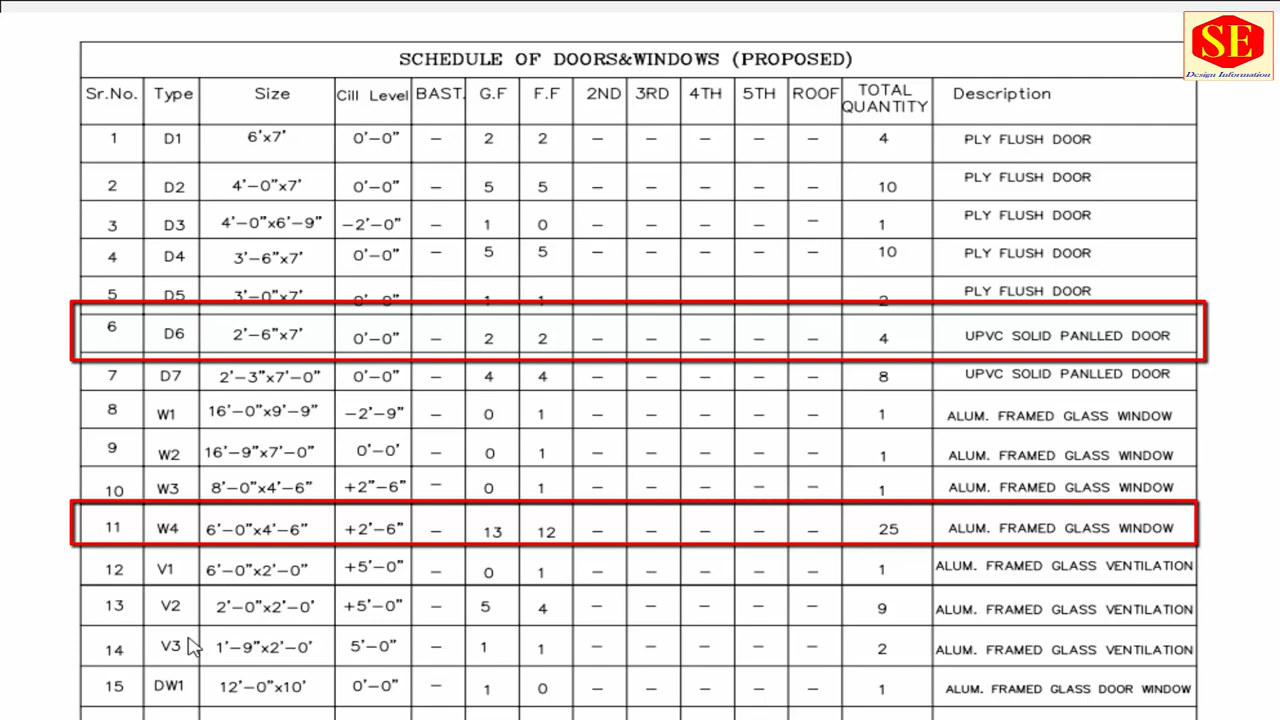 SE
Design Information
SCHEDULE OF DOORS&WINDOWS (PROPOSED)
Sr.No. Type Size Cill Level BAST. G.F F.F 2ND 3RD 4TH 5TH ROOF TOTAL QUANTITY Description
1 D1 6'x7' 0'-0" - 2 2 - - - - - 4 PLY FLUSH DOOR
2 D2 4'-0"x7' 0'-0" - 5 5 - - - - - 10 PLY FLUSH DOOR
3 D3 4'-0"x6'-9" -2'-0" - 1 0 - - - - - 1 PLY FLUSH DOOR
4 D4 3'-6"x7' 0'-0" - 5 5 - - - - - 10 PLY FLUSH DOOR
5 D5 3'-0"x7' 0'-0" - 1 1 - - - - - 2 PLY FLUSH DOOR
6 D6 2'-6"x7' 0'-0" - 2 2 - - - - - 4 UPVC SOLID PANLLED DOOR
7 D7 2'-3"x7'-0" 0'-0" - 4 4 - - - - - 8 UPVC SOLID PANLLED DOOR
8 W1 16'-0"x9'-9" -2'-9" - 0 1 - - - - - 1 ALUM. FRAMED GLASS WINDOW
9 W2 16'-9"x7'-0" 0'-0' - 0 1 - - - - - 1 ALUM. FRAMED GLASS WINDOW
10 W3 8'-0"x4'-6" +2"-6" - 0 1 - - - - - 1 ALUM. FRAMED GLASS WINDOW
11 W4 6'-0"x4'-6" +2'-6" - 13 12 - - - - - 25 ALUM. FRAMED GLASS WINDOW
12 V1 6'-0"x2'-0" +5'-0" - 0 1 - - - - - 1 ALUM. FRAMED GLASS VENTILATION
13 V2 2'-0"x2'-0' +5'-0" - 5 4 - - - - - 9 ALUM. FRAMED GLASS VENTILATION
14 V3 1'-9"x2'-0' 5'-0" - 1 1 - - - - - 2 ALUM. FRAMED GLASS VENTILATION
15 DW1 12'-0"x10' 0'-0" - 1 0 - - - - - 1 ALUM. FRAMED GLASS DOOR WINDOW